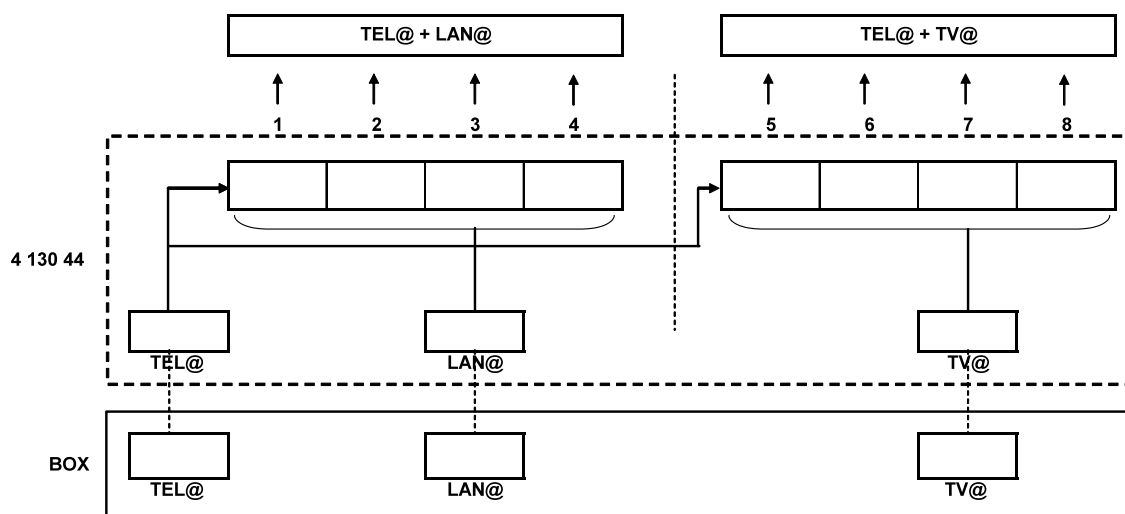 TEL@ + LAN@
TEL@ + TV@
1 2 3 4 5 6 7 8
4 130 44
TEL@ LAN@ TV@
BOX
TEL@ LAN@ TV@